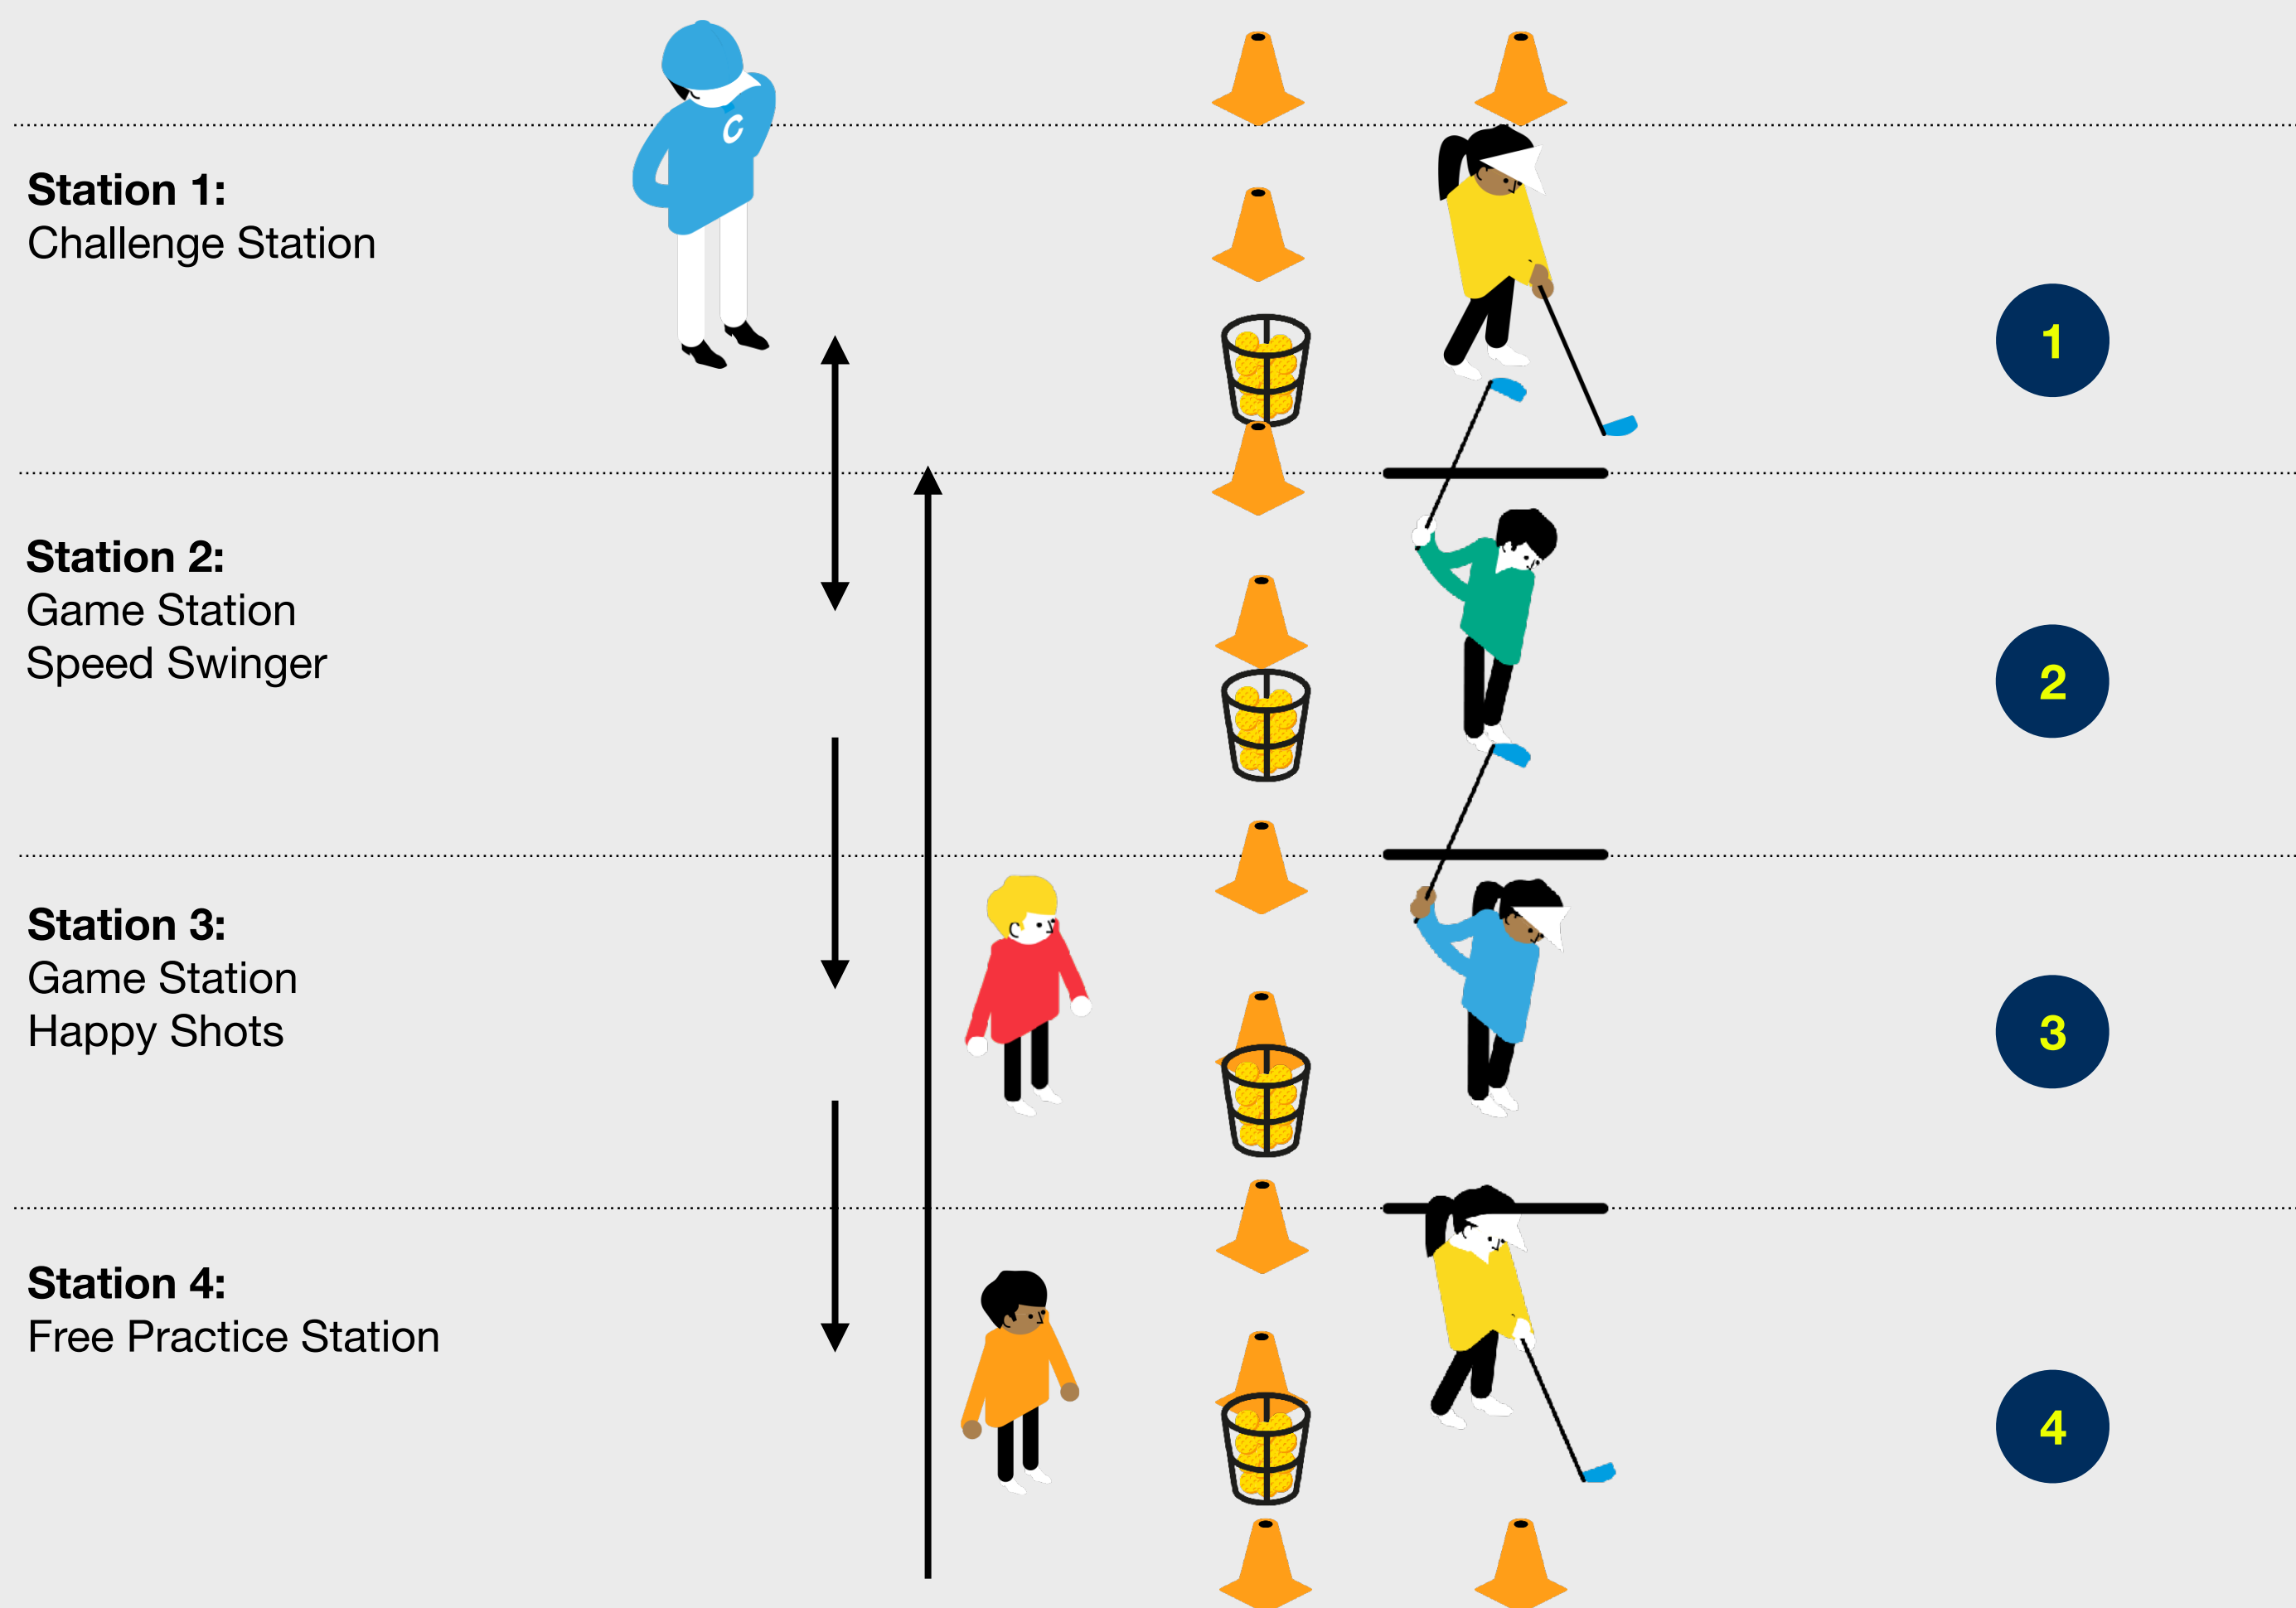 C
Station 1:
Challenge Station
1
Station 2:
Game Station
Speed Swinger
2
Station 3:
Game Station
Happy Shots
3
Station 4:
Free Practice Station
4